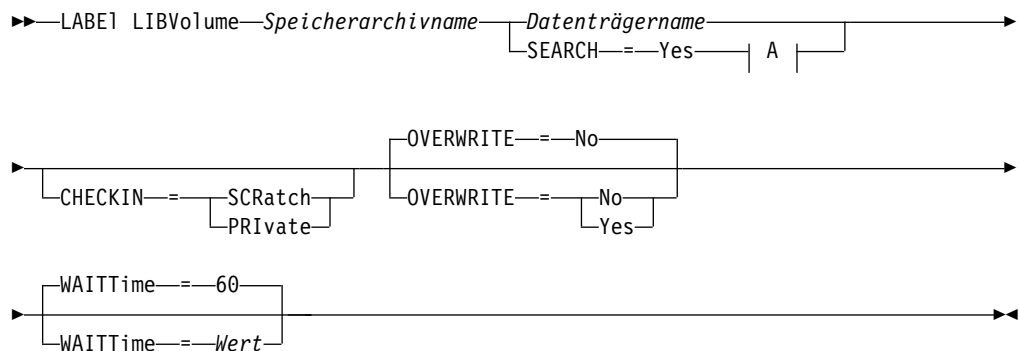 LABEl LIBVolume Speicherarchivname Datenträgername
SEARCH = Yes A
OVERWRITE = No
CHECKIN = SCRatch OVERWRITE = No
PRIvate Yes
WAITTime = 60
WAITTime = Wert